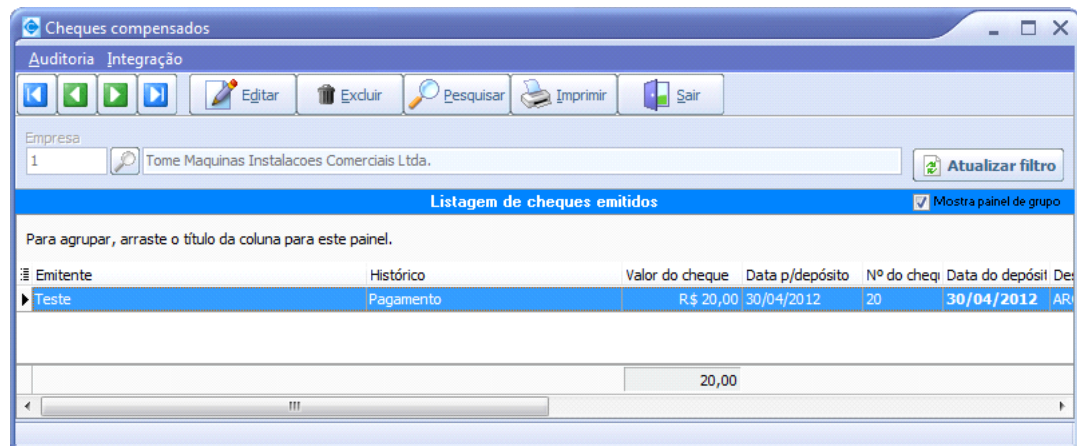 Cheques compensados
Auditoria Integração
Editar Excluir Pesquisar Imprimir Sair
Empresa
1 Tome Maquinas Instalacoes Comerciais Ltda. Atualizar filtro
Listagem de cheques emitidos Mostra painel de grupo
Para agrupar, arraste o título da coluna para este painel.
Emitente Histórico Valor do cheque Data p/depósito Nº do chequ Data do depósit Des
Teste Pagamento R$ 20,00 30/04/2012 20 30/04/2012 AR
20,00